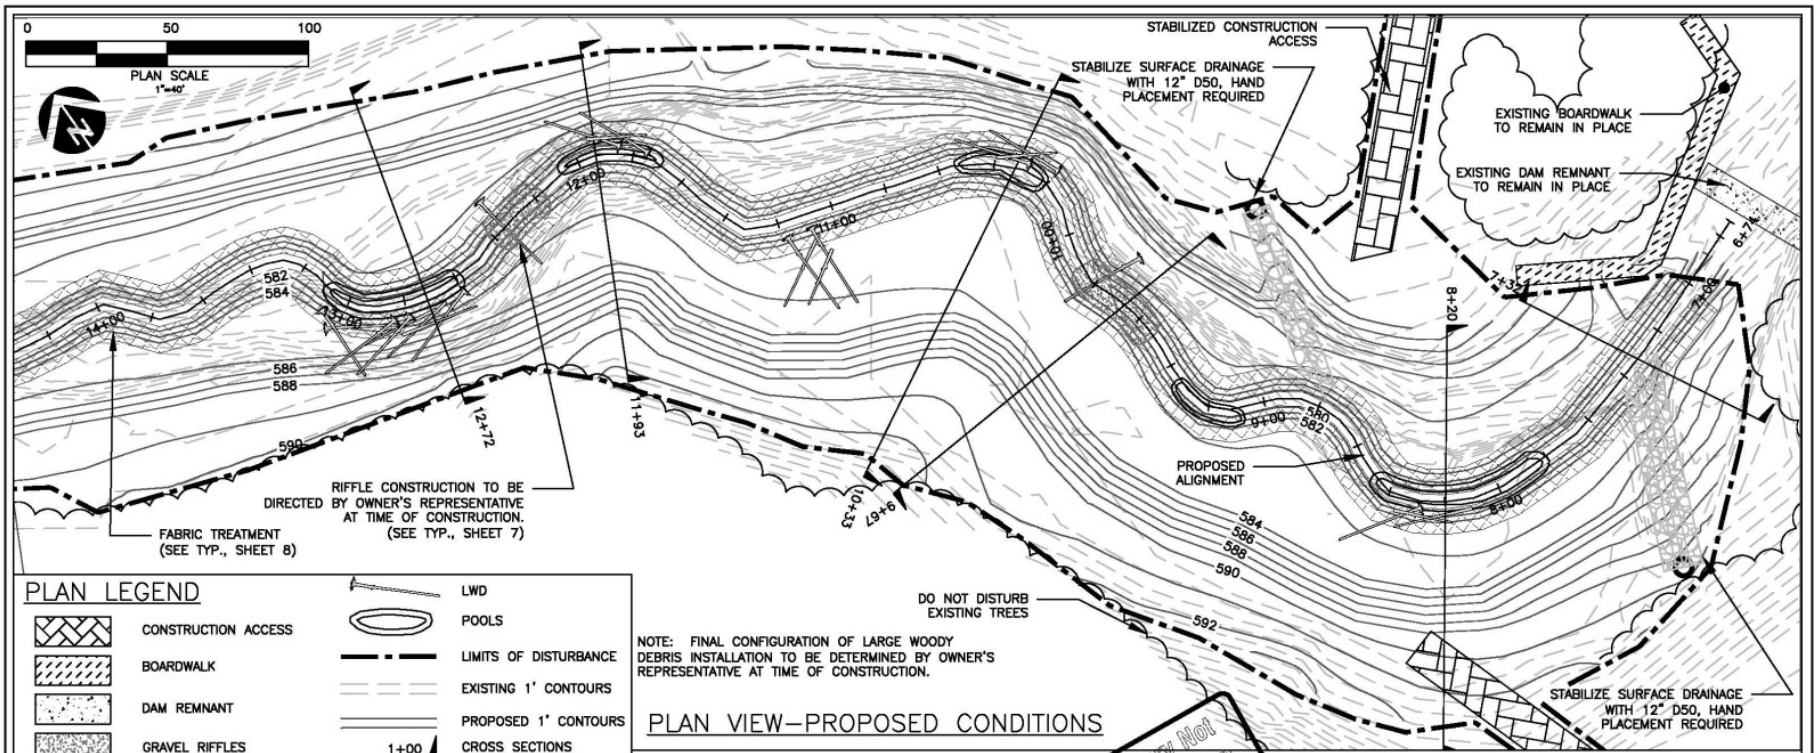 0 50 100
PLAN SCALE
1"=40'
STABILIZED CONSTRUCTION
ACCESS
STABILIZE SURFACE DRAINAGE
WITH 12" D50, HAND
PLACEMENT REQUIRED
EXISTING BOARDWALK
TO REMAIN IN PLACE
EXISTING DAM REMNANT
TO REMAIN IN PLACE
12+00
11+00
10+00
7+32
7+00
8+20
582
584
13+00
14+00
586
588
590
12+72
11+93
10+33
9+67
580
582
9+00
8+00
PROPOSED
ALIGNMENT
584
586
588
590
592
RIFFLE CONSTRUCTION TO BE
DIRECTED BY OWNER'S REPRESENTATIVE
AT TIME OF CONSTRUCTION.
(SEE TYP., SHEET 7)
FABRIC TREATMENT
(SEE TYP., SHEET 8)
DO NOT DISTURB
EXISTING TREES
NOTE: FINAL CONFIGURATION OF LARGE WOODY
DEBRIS INSTALLATION TO BE DETERMINED BY OWNER'S
REPRESENTATIVE AT TIME OF CONSTRUCTION.
STABILIZE SURFACE DRAINAGE
WITH 12" D50, HAND
PLACEMENT REQUIRED
PLAN LEGEND
CONSTRUCTION ACCESS
BOARDWALK
DAM REMNANT
GRAVEL RIFFLES
LWD
POOLS
LIMITS OF DISTURBANCE
EXISTING 1' CONTOURS
PROPOSED 1' CONTOURS
1+00 CROSS SECTIONS
PLAN VIEW-PROPOSED CONDITIONS
Not